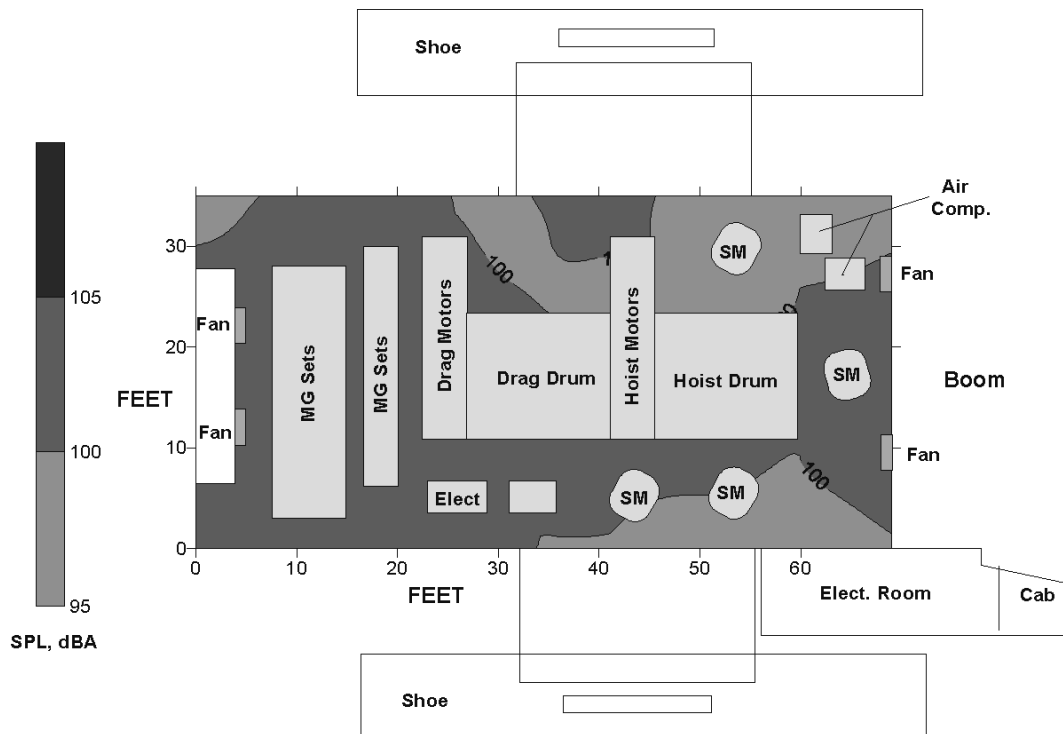 Shoe
Air
Comp.
SM
30
100
Fan
105
Fan
Drag Motors
Hoist Motors
MG Sets
MG Sets
20
Drag Drum
Hoist Drum
SM
Boom
FEET
100
Fan
10
100
Fan
Elect
SM
SM
0
0
10
20
30
40
50
60
FEET
Elect. Room
Cab
95
SPL, dBA
Shoe